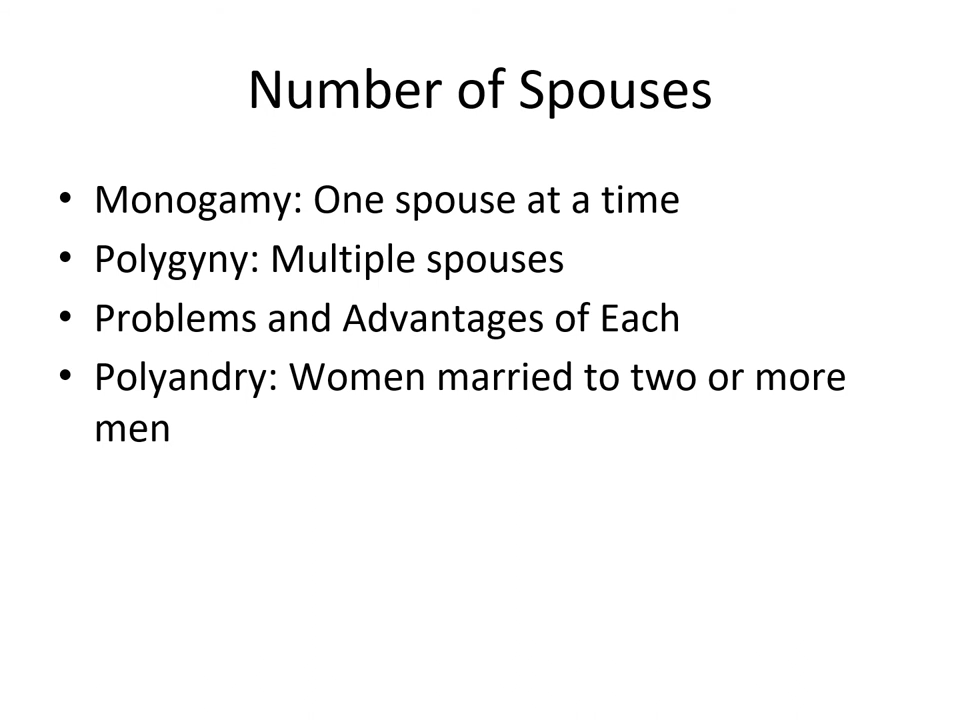 Number of Spouses
• Monogamy: One spouse at a time
• Polygyny: Multiple spouses
• Problems and Advantages of Each
• Polyandry: Women married to two or more
men